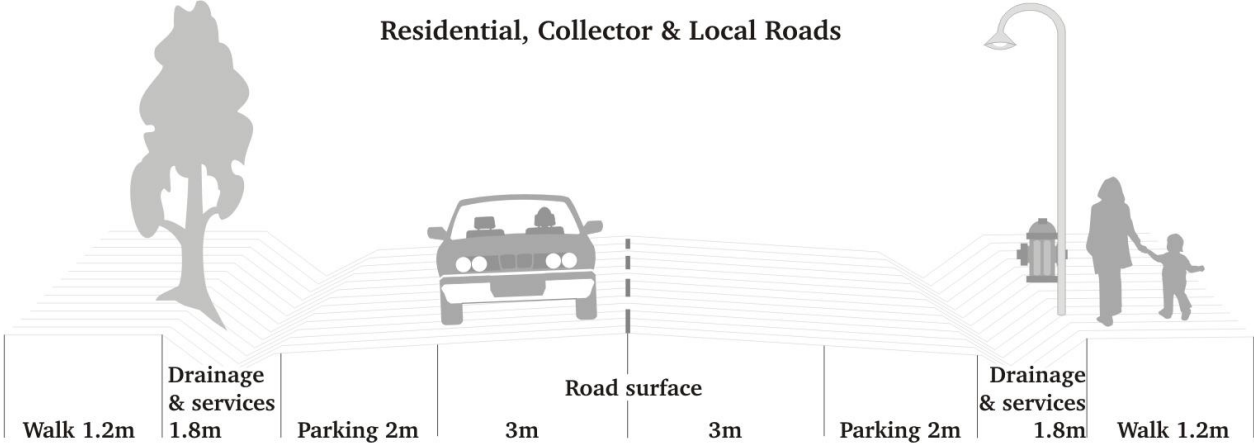 Residential, Collector & Local Roads
Walk 1.2m
Drainage
& services
1.8m
Parking 2m
3m
Road surface
3m
Parking 2m
Drainage
& services
1.8m
Walk 1.2m